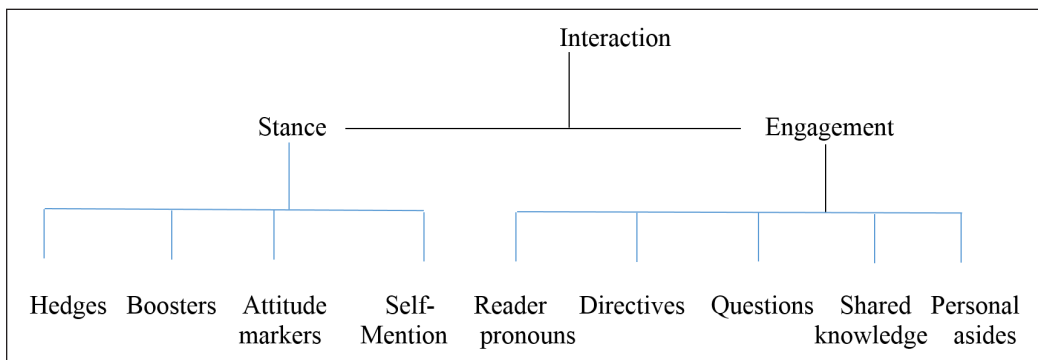 Interaction
Stance Engagement
Hedges Boosters Attitude Self- Reader Directives Questions Shared Personal
markers Mention pronouns knowledge asides